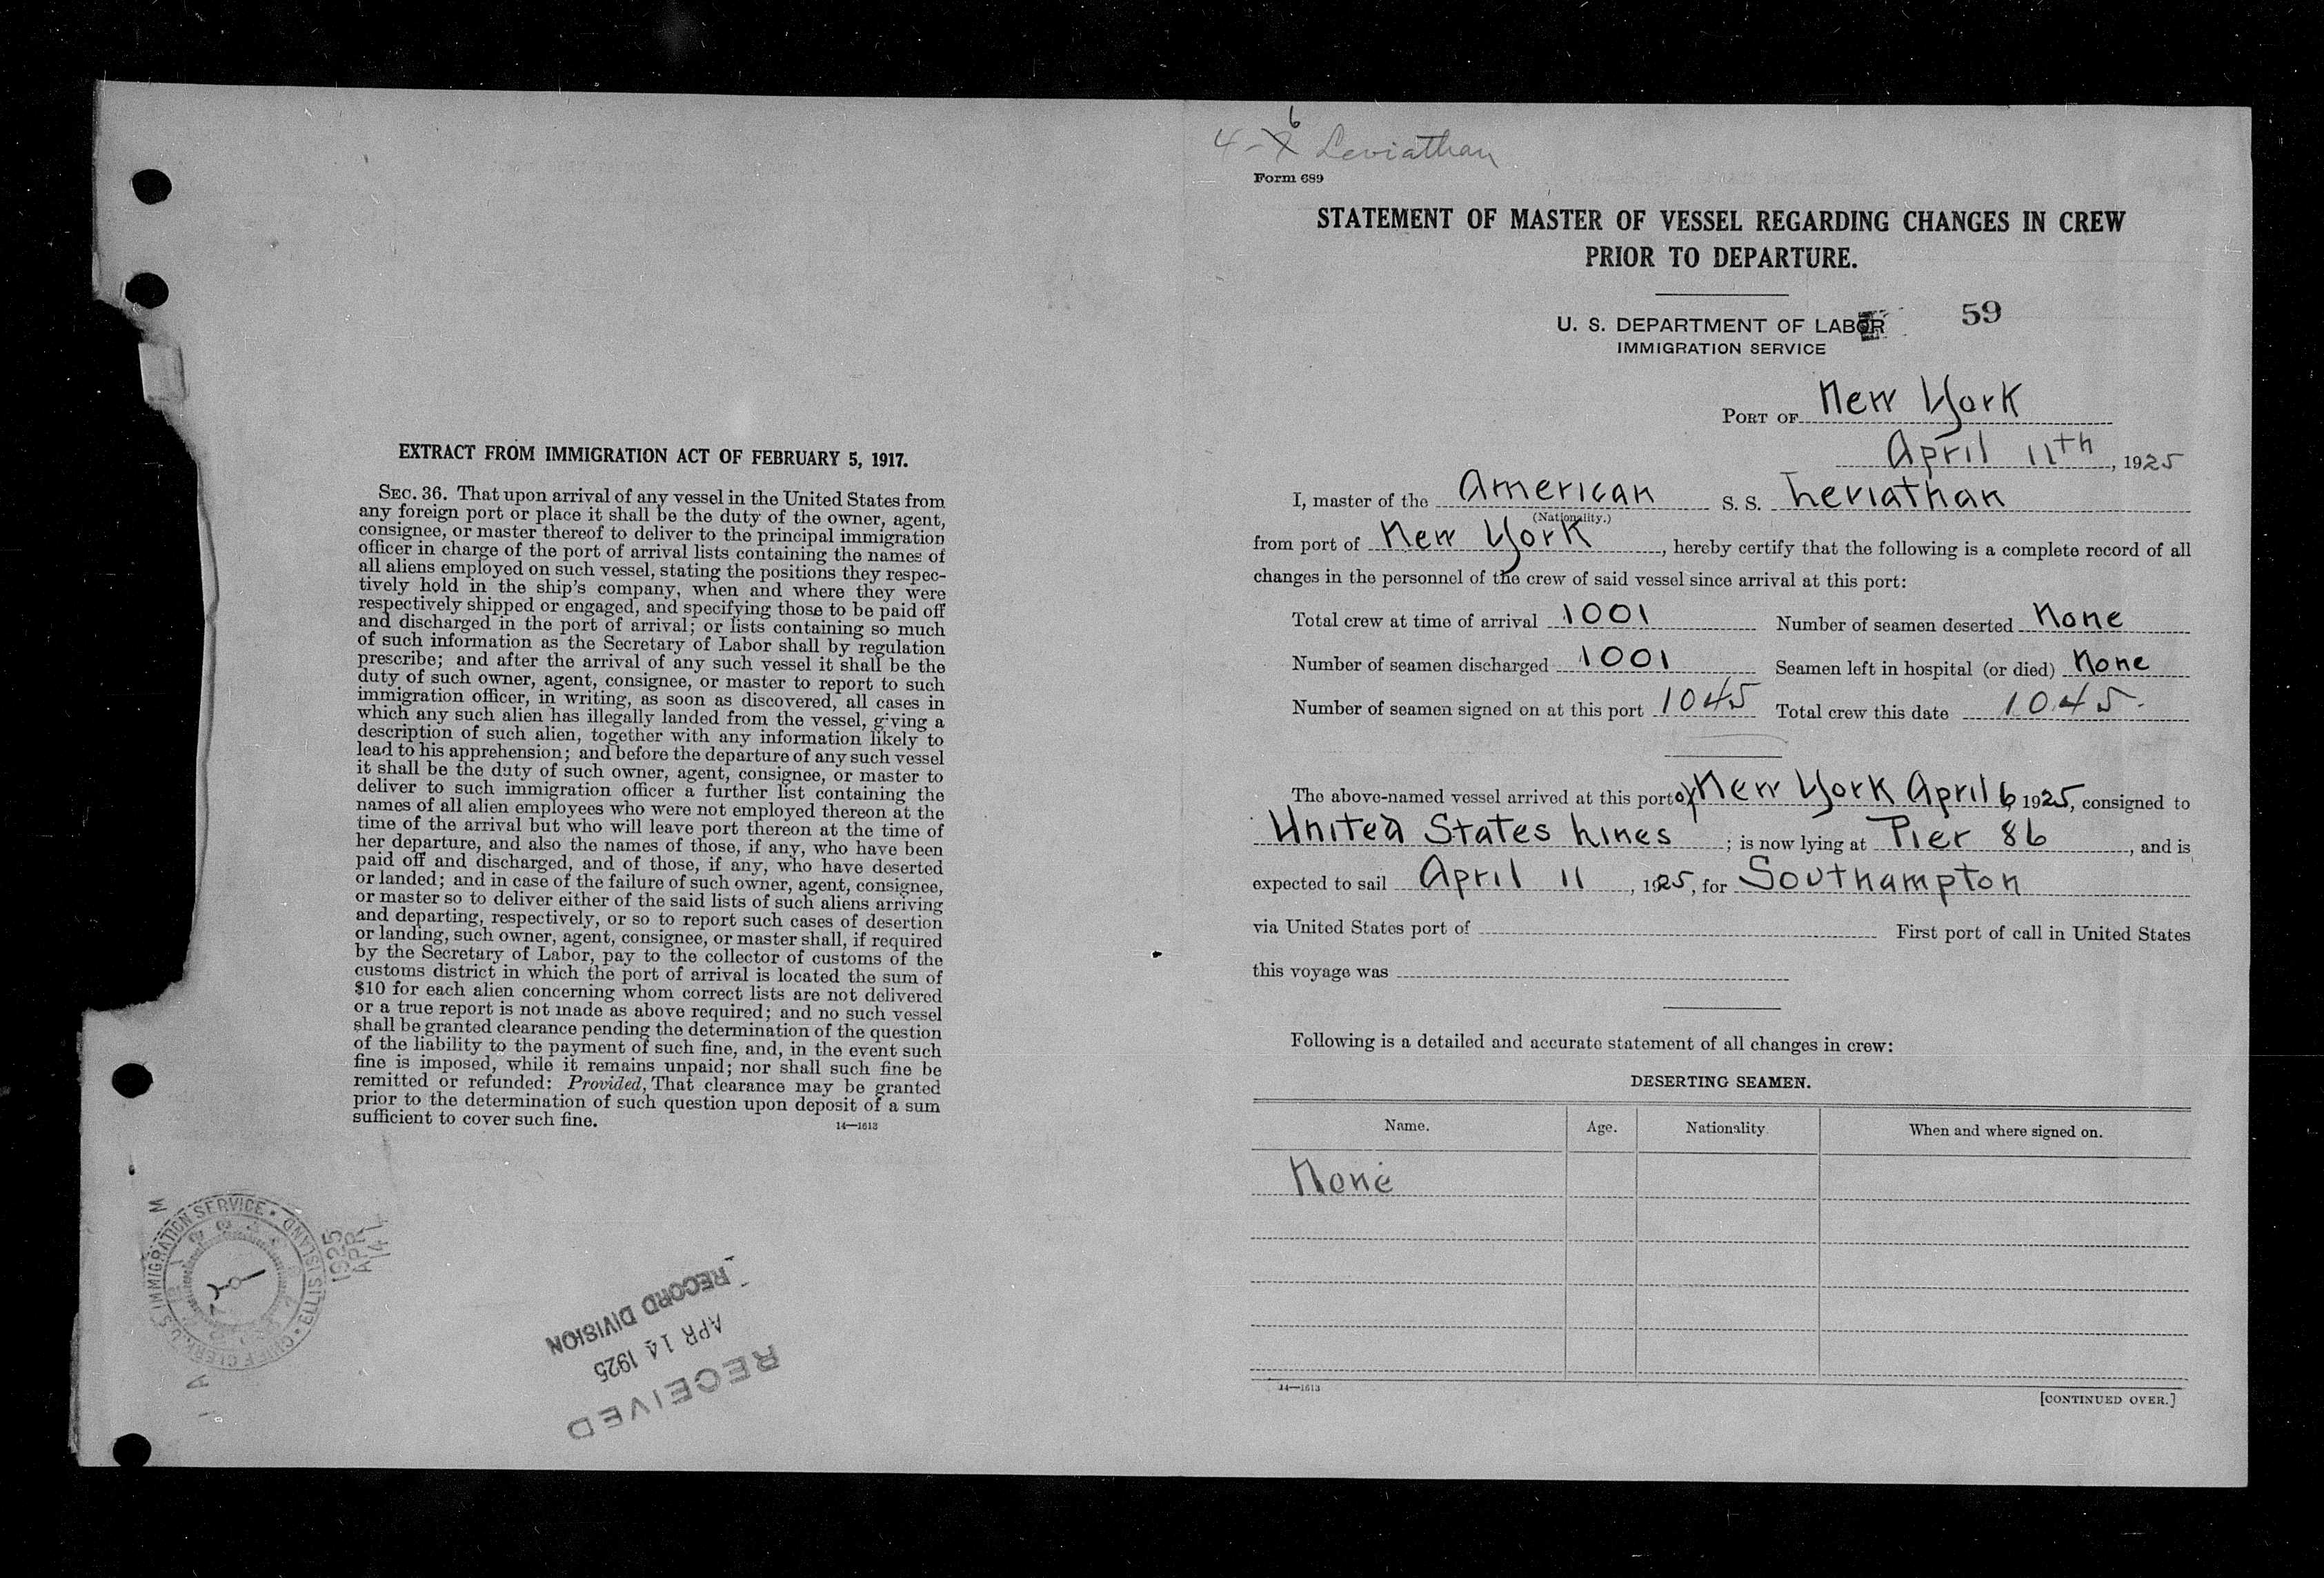 EXTRACT FROM IMMIGRATION ACT OF FEBRUARY 5, 1917.
SEC. 36. That upon arrival of any vessel in the United States from
any foreign port or place it shall be the duty of the owner, agent,
consignee, or master thereof to deliver to the principal immigration
officer in charge of the port of arrival lists containing the names of
all aliens employed on such vessel, stating the positions they respec-
tively hold in the ship's company, when and where they were
respectively shipped or engaged, and specifying those to be paid off
and discharged in the port of arrival; or lists containing so much
of such information as the Secretary of Labor shall by regulation
prescribe; and after the arrival of any such vessel it shall be the
duty of such owner, agent, consignee, or master to report to such
immigration officer, in writing, as soon as discovered, all cases in
which any such alien has illegally landed from the vessel, giving a
description of such alien, together with any information likely to
lead to his apprehension; and before the departure of any such vessel
it shall be the duty of such owner, agent, consignee, or master to
deliver to such immigration officer a further list containing the
names of all alien employees who were not employed thereon at the
time of the arrival but who will leave port thereon at the time of
her departure, and also the names of those, if any, who have been
paid off and discharged, and of those, if any, who have deserted
or landed; and in case of the failure of such owner, agent, consignee,
or master so to deliver either of the said lists of such aliens arriving
and departing, respectively, or so to report such cases of desertion
or landing, such owner, agent, consignee, or master shall, if required
by the Secretary of Labor, pay to the collector of customs of the
customs district in which the port of arrival is located the sum of
$10 for each alien concerning whom correct lists are not delivered
or a true report is not made as above required; and no such vessel
shall be granted clearance pending the determination of the question
of the liability to the payment of such fine, and, in the event such
fine is imposed, while it remains unpaid; nor shall such fine be
remitted or refunded: Provided, That clearance may be granted
prior to the determination of such question upon deposit of a sum
sufficient to cover such fine.
14—1613
U.S. IMMIGRATION SERVICE · ELLIS ISLAND · CHIEF CLERK
1925
APR
14
RECEIVED
APR 14 1925
RECORD DIVISION
4-6 Leviathan
Form 689
STATEMENT OF MASTER OF VESSEL REGARDING CHANGES IN CREW
PRIOR TO DEPARTURE.
U. S. DEPARTMENT OF LABOR 59
IMMIGRATION SERVICE
PORT OF New York
April 11th, 1925
I, master of the American S. S. Leviathan
(Nationality.)
from port of New York, hereby certify that the following is a complete record of all
changes in the personnel of the crew of said vessel since arrival at this port:
Total crew at time of arrival 1001 Number of seamen deserted None
Number of seamen discharged 1001 Seamen left in hospital (or died) None
Number of seamen signed on at this port 1045 Total crew this date 1045
The above-named vessel arrived at this port of New York April 6, 1925, consigned to
United States Lines; is now lying at Pier 86, and is
expected to sail April 11, 1925, for Southampton
via United States port of First port of call in United States
this voyage was
Following is a detailed and accurate statement of all changes in crew:
DESERTING SEAMEN.
Name. Age. Nationality When and where signed on.
None
14—1613
[CONTINUED OVER.]